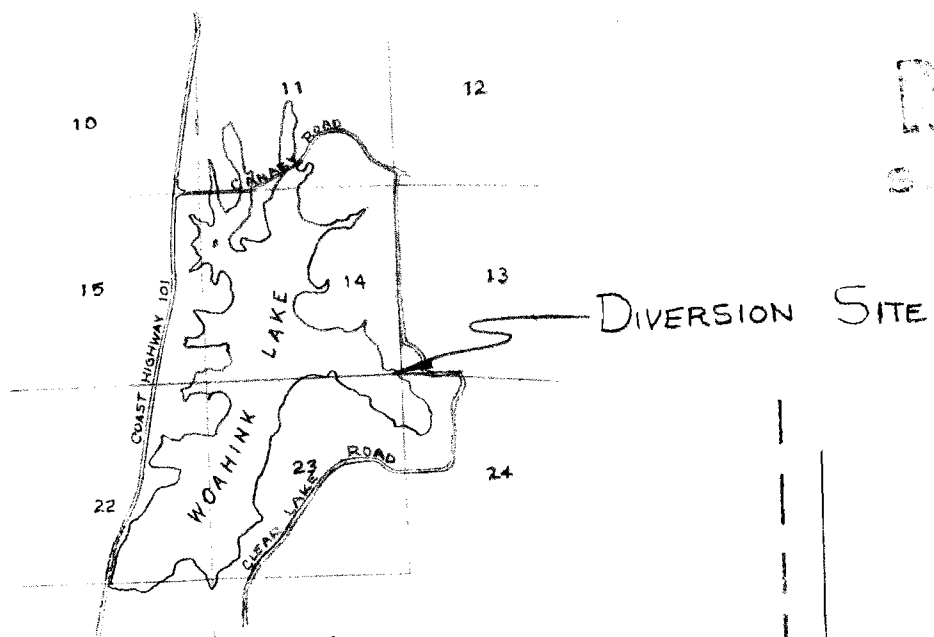 11
12
10
CANARY ROAD
15
14
13
COAST HIGHWAY 101
WOAHINK LAKE
DIVERSION SITE
22
23
24
CLEAR LAKE ROAD